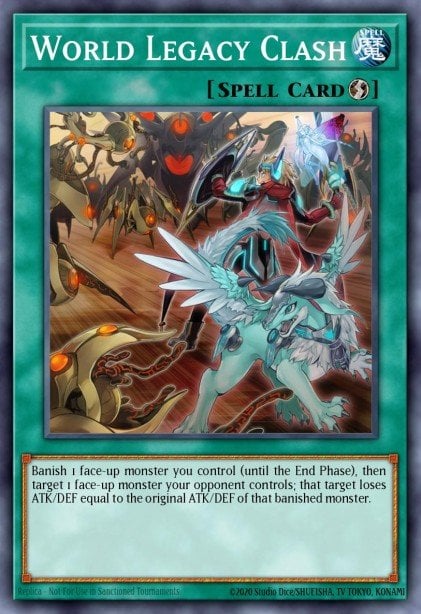 World Legacy Clash
SPELL
魔
[Spell Card]
Banish 1 face-up monster you control (until the End Phase), then
target 1 face-up monster your opponent controls; that target loses
ATK/DEF equal to the original ATK/DEF of that banished monster.
Replica - Not For Use in Sanctioned Tournaments
©2020 Studio Dice/SHUEISHA, TV TOKYO, KONAMI